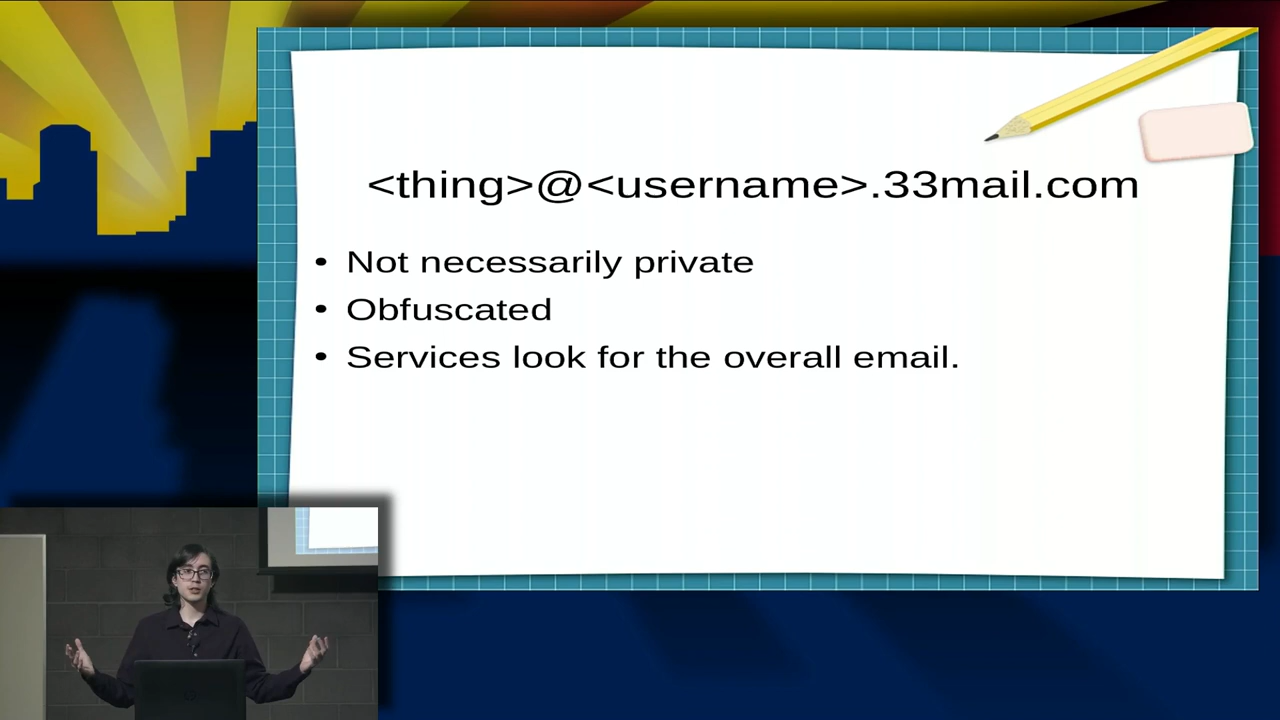 <thing>@<username>.33mail.com
• Not necessarily private
• Obfuscated
• Services look for the overall email.